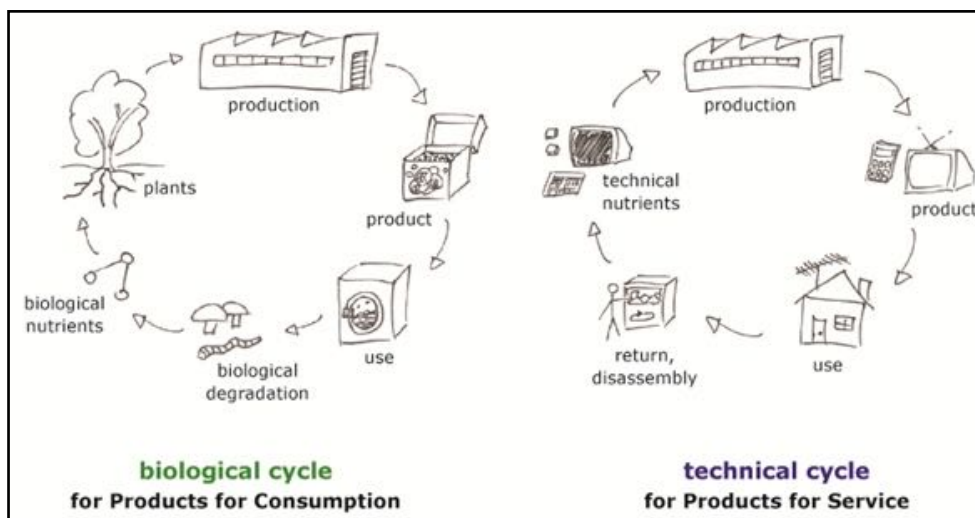 production
plants
product
use
biological
degradation
biological
nutrients
biological cycle
for Products for Consumption
production
technical
nutrients
product
use
return,
disassembly
technical cycle
for Products for Service